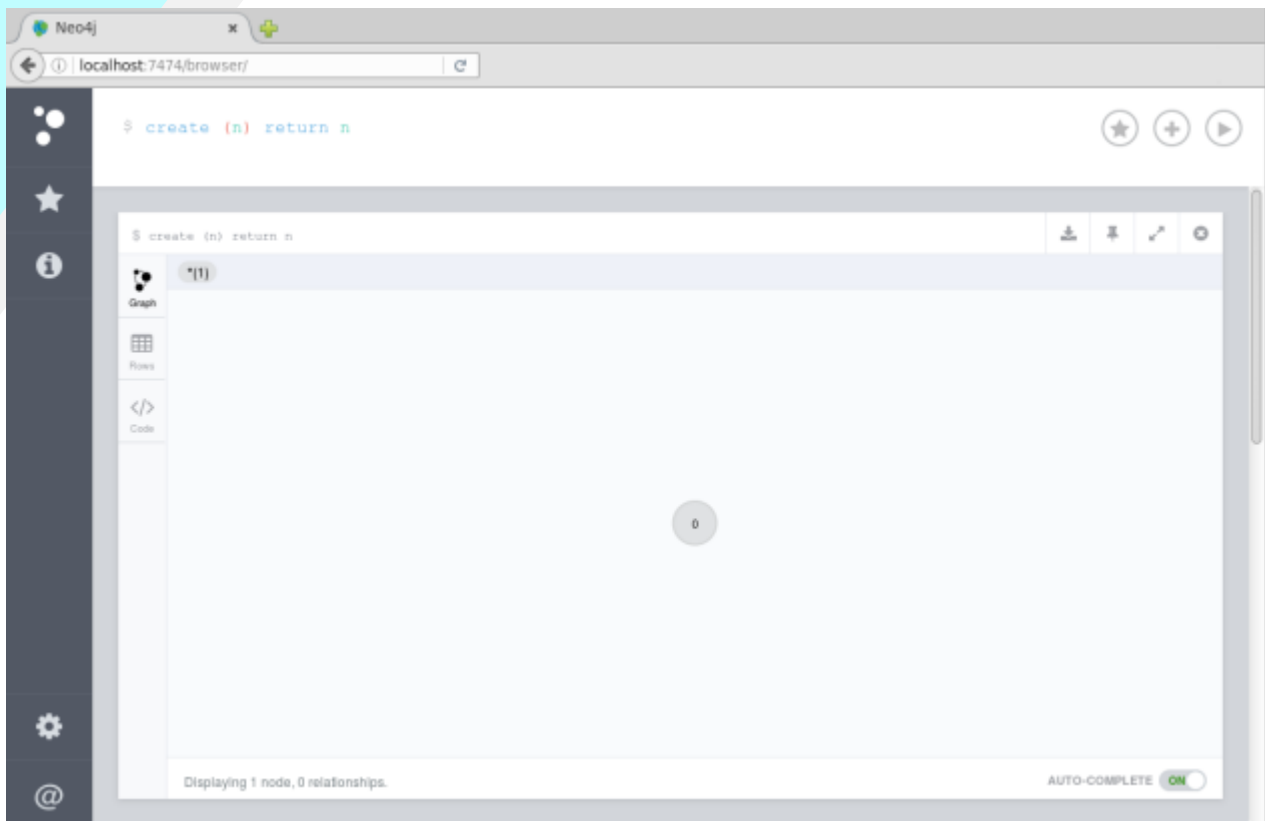 Neo4j
localhost:7474/browser/
$ create (n) return n
$ create (n) return n
*(1)
Graph
Rows
</>
Code
0
Displaying 1 node, 0 relationships.
AUTO-COMPLETE ON
@